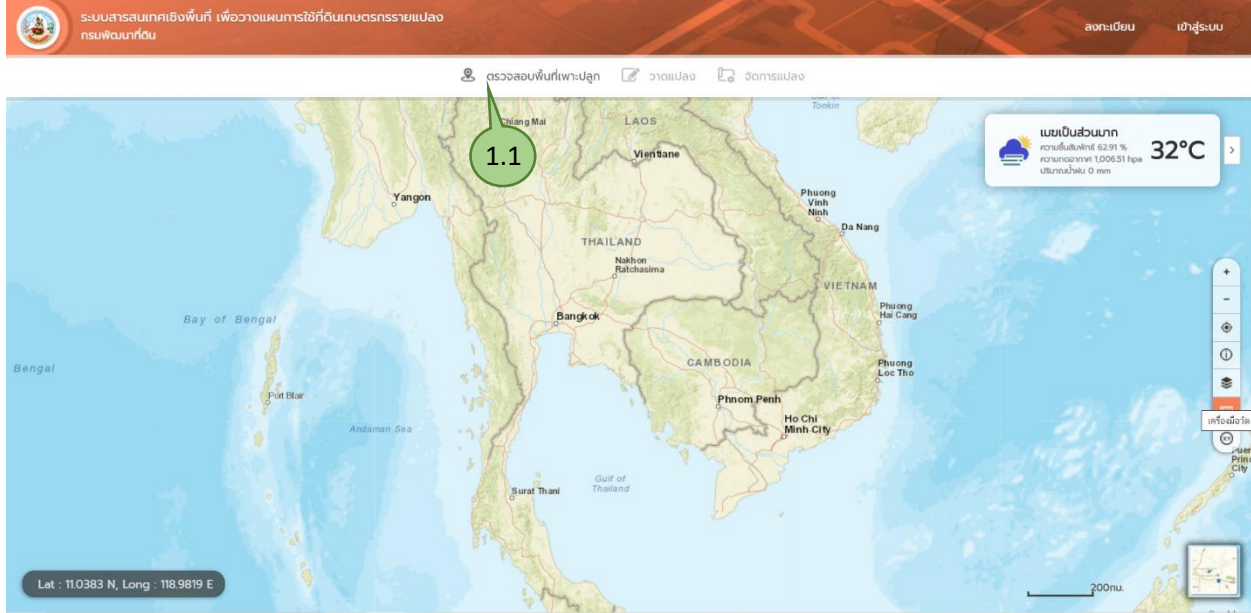 ระบบสารสนเทศเชิงพื้นที่ เพื่อวางแผนการใช้ที่ดินเกษตรกรรายแปลง
กรมพัฒนาที่ดิน
ลงทะเบียน
เข้าสู่ระบบ
ตรวจสอบพื้นที่เพาะปลูก
วาดแปลง
จัดการแปลง
1.1
Tonkin
Chiang Mai
LAOS
Vientiane
เมฆเป็นส่วนมาก
ความชื้นสัมพัทธ์ 62.91 %
ความกดอากาศ 1,006.51 hpa
ปริมาณน้ำฝน 0 mm
32°C
>
Yangon
Phuong
Vinh
Ninh
Da Nang
THAILAND
Nakhon
Ratchasima
VIETNAM
+
-
Phuong
Hai Cang
Bay of Bengal
Bangkok
Bengal
CAMBODIA
Phuong
Loc Tho
Port Blair
Phnom Penh
Andaman Sea
Ho Chi
Minh City
เครื่องมือวัด
XY
City
Surat Thani
Gulf of
Thailand
Lat : 11.0383 N, Long : 118.9819 E
200กม.